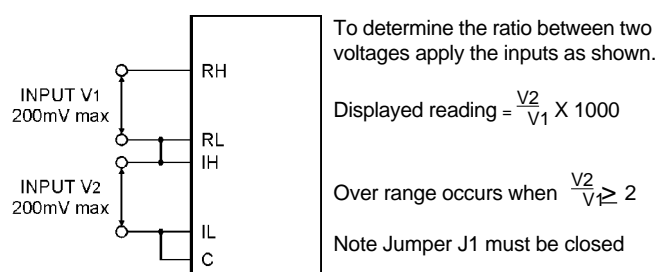 INPUT V1
200mV max
INPUT V2
200mV max
RH
RL
IH
IL
C
To determine the ratio between two
voltages apply the inputs as shown.
Displayed reading = V2/V1 X 1000
Over range occurs when V2/V1 ≥ 2
Note Jumper J1 must be closed